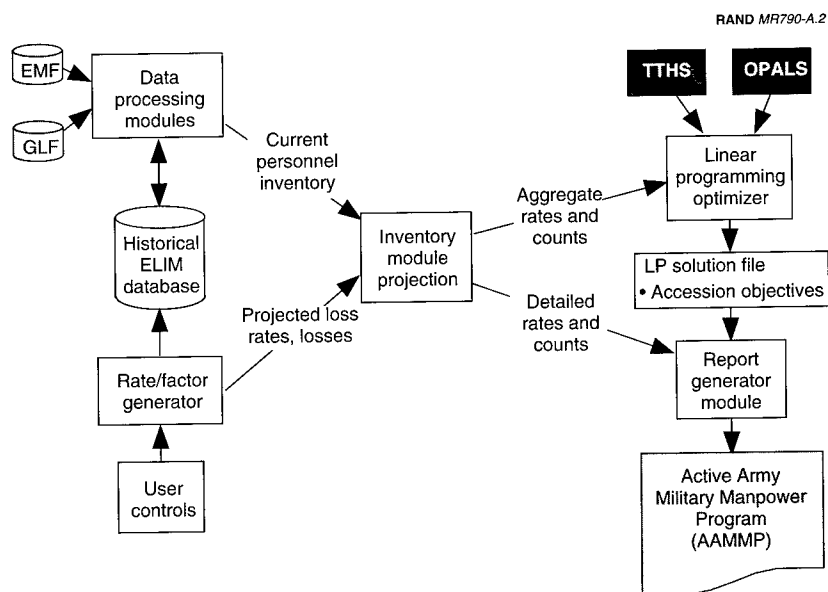 RAND MR790-A.2
EMF
GLF
Data
processing
modules
Historical
ELIM
database
Rate/factor
generator
User
controls
Current
personnel
inventory
Projected loss
rates, losses
Inventory
module
projection
Aggregate
rates and
counts
Detailed
rates and
counts
TTHS
OPALS
Linear
programming
optimizer
LP solution file
• Accession objectives
Report
generator
module
Active Army
Military Manpower
Program
(AAMMP)